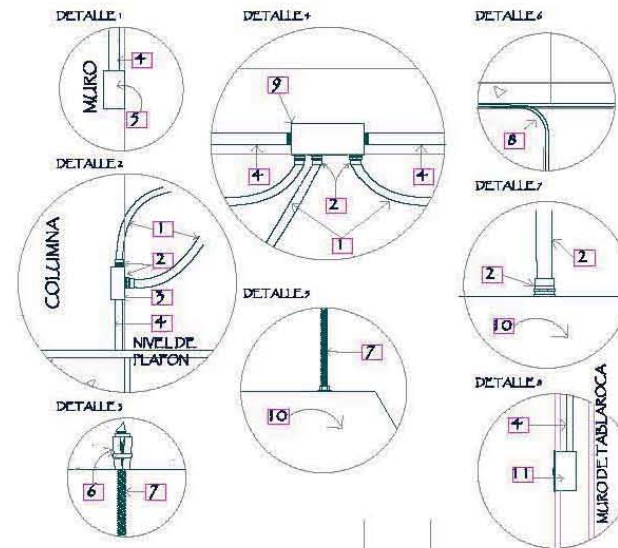 DETALLE 1
4
MURO
5
DETALLE 2
COLUMNA
1
2
3
4
NIVEL DE
PLAFON
DETALLE 3
6
7
DETALLE 4
9
4
4
2
1
DETALLE 5
7
10
DETALLE 6
8
DETALLE 7
2
2
10
DETALLE 8
4
11
MURO DE TABLAROCA